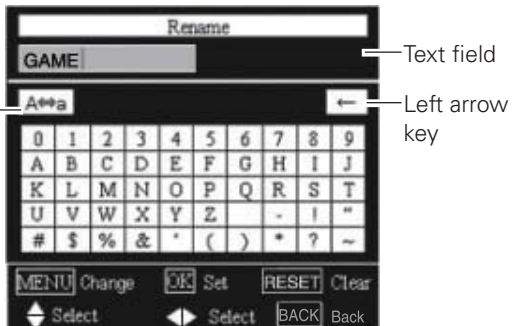 Rename
GAME
Text field
A⇔a
←
Left arrow
key
0 1 2 3 4 5 6 7 8 9
A B C D E F G H I J
K L M N O P Q R S T
U V W X Y Z - ! "
# $ % & ' ( ) * ? ~
MENU Change OK Set RESET Clear
Select Select BACK Back